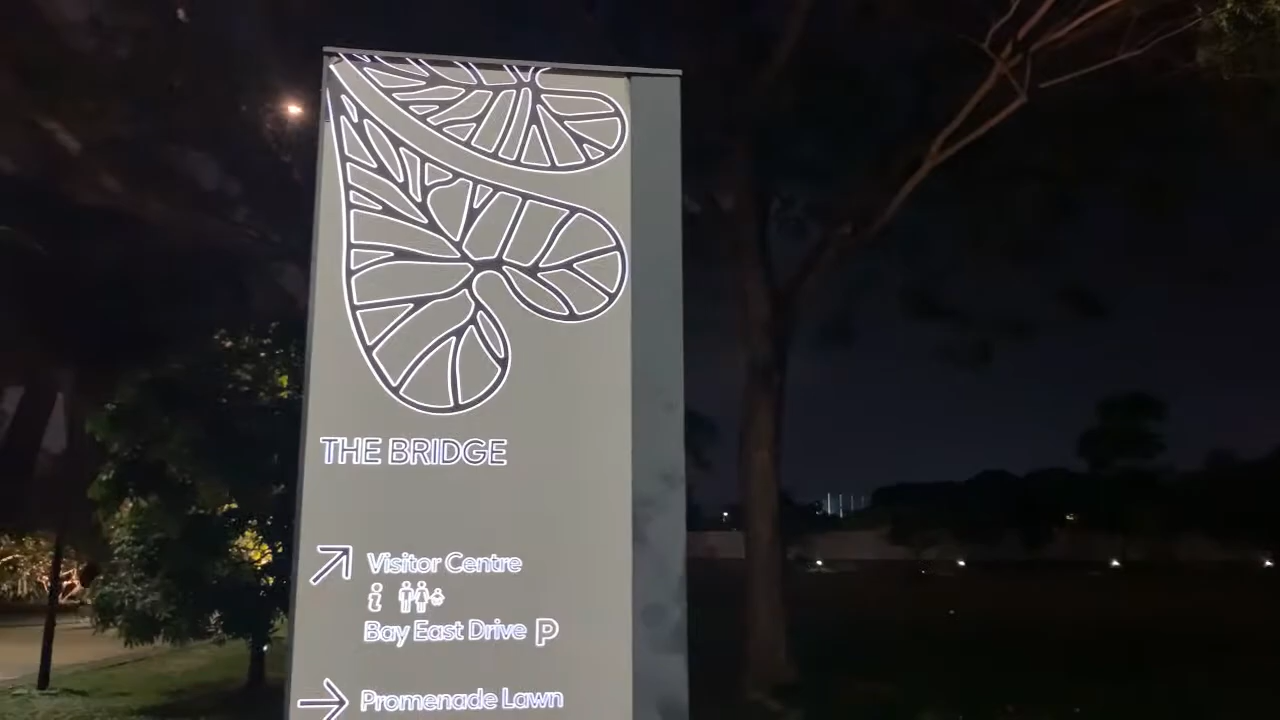 THE BRIDGE
Visitor Centre
Bay East Drive P
Promenade Lawn